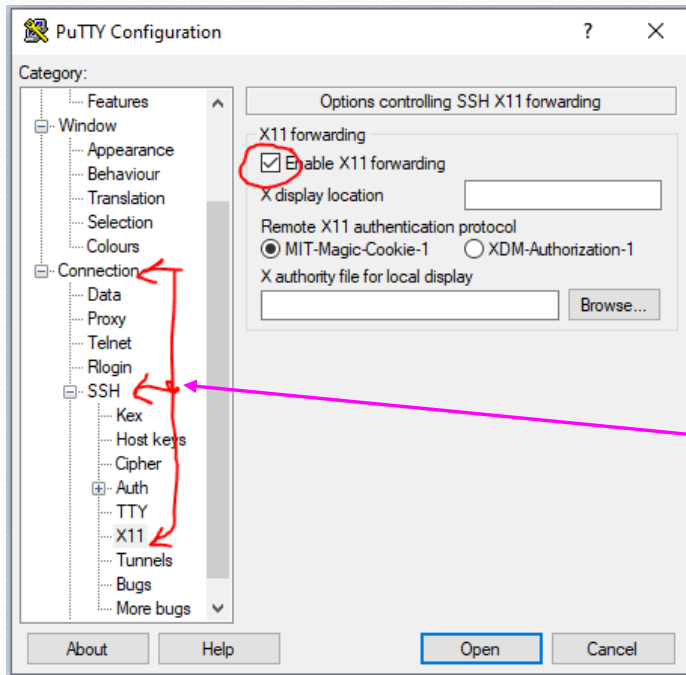 PuTTY Configuration
?
Category:
Features
Window
Appearance
Behaviour
Translation
Selection
Colours
Connection
Data
Proxy
Telnet
Rlogin
SSH
Kex
Host keys
Cipher
Auth
TTY
X11
Tunnels
Bugs
More bugs
Options controlling SSH X11 forwarding
X11 forwarding
Enable X11 forwarding
X display location
Remote X11 authentication protocol
MIT-Magic-Cookie-1 XDM-Authorization-1
X authority file for local display
Browse...
About Help Open Cancel